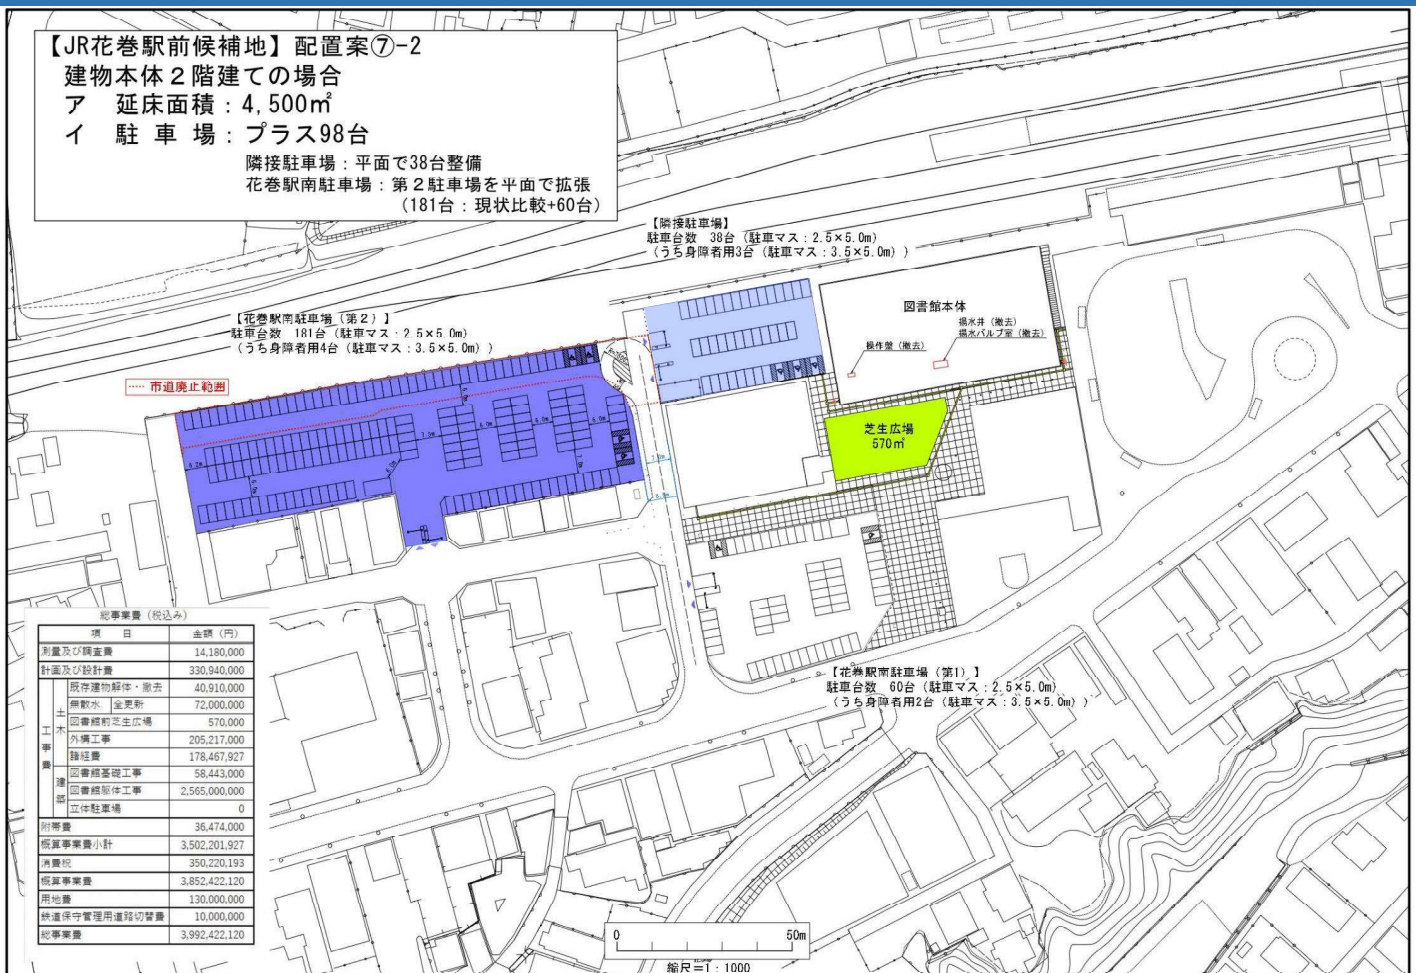 【JR花巻駅前候補地】配置案⑦-2
建物本体２階建ての場合
ア　延床面積：4,500㎡
イ　駐 車 場：プラス98台
隣接駐車場：平面で38台整備
花巻駅南駐車場：第２駐車場を平面で拡張
（181台：現状比較+60台）
【隣接駐車場】
駐車台数　38台（駐車マス：2.5×5.0m）
（うち身障者用3台（駐車マス：3.5×5.0m））
図書館本体
揚水井（撤去）
揚水バルブ室（撤去）
操作盤（撤去）
【花巻駅南駐車場（第２）】
駐車台数　181台（駐車マス：2.5×5.0m）
（うち身障者用4台（駐車マス：3.5×5.0m））
市道廃止範囲
芝生広場
570㎡
【花巻駅南駐車場（第1）】
駐車台数　60台（駐車マス：2.5×5.0m）
（うち身障者用2台（駐車マス：3.5×5.0m））
総事業費（税込み）
項　目　金額（円）
測量及び調査費　14,180,000
計画及び設計費　330,940,000
工事費　土木　既存建物解体・撤去　40,910,000
無散水　全更新　72,000,000
図書館前芝生広場　570,000
外構工事　205,217,000
諸経費　178,467,927
建築　図書館基礎工事　58,443,000
図書館躯体工事　2,565,000,000
立体駐車場　0
附帯費　36,474,000
概算事業費小計　3,502,201,927
消費税　350,220,193
概算事業費　3,852,422,120
用地費　130,000,000
鉄道保守管理用道路切替費　10,000,000
総事業費　3,992,422,120
0　50m
縮尺=1：1000